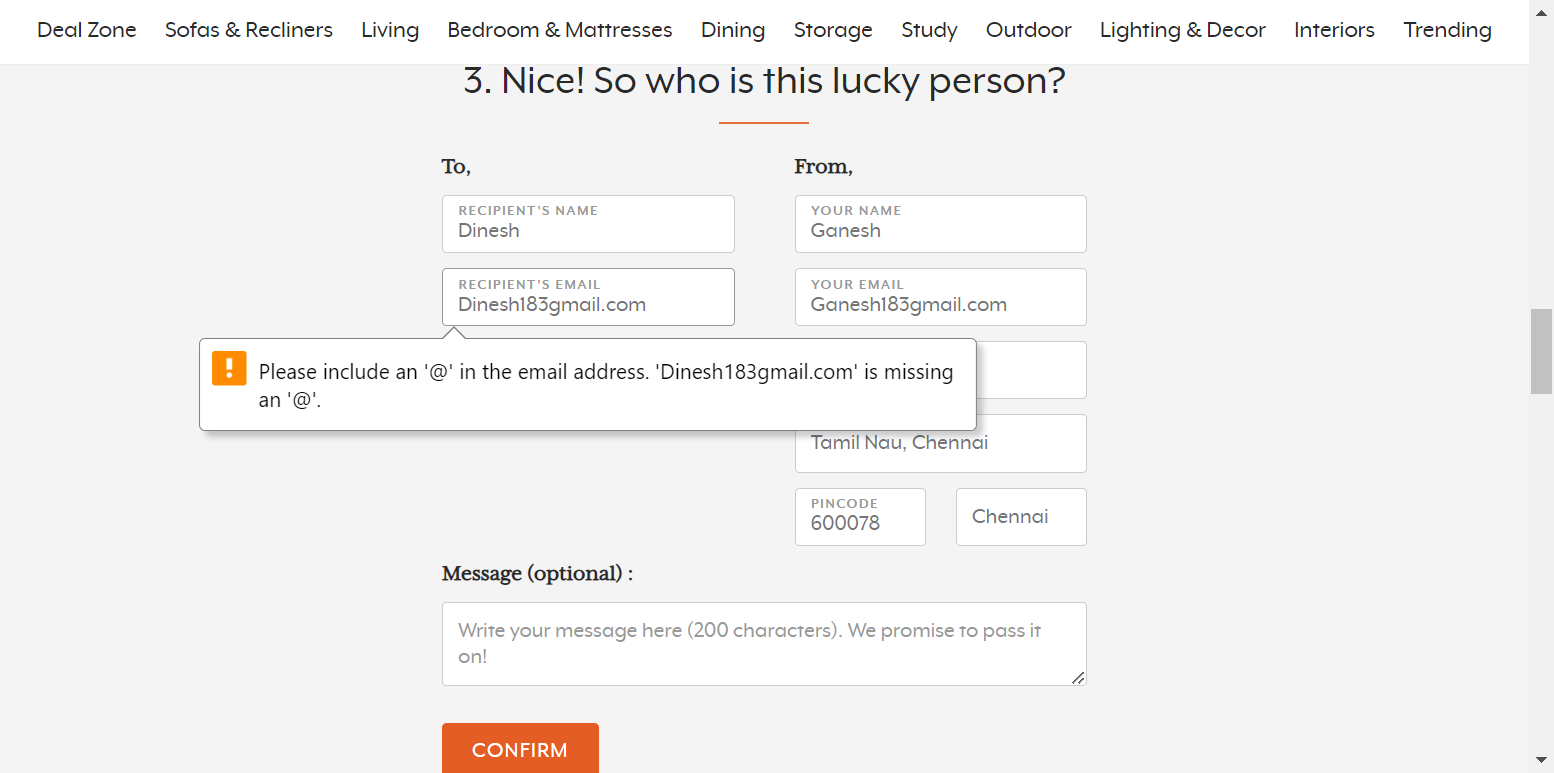 Deal Zone Sofas & Recliners Living Bedroom & Mattresses Dining Storage Study Outdoor Lighting & Decor Interiors Trending
3. Nice! So who is this lucky person?
To,
RECIPIENT'S NAME
Dinesh
RECIPIENT'S EMAIL
Dinesh183gmail.com
Please include an '@' in the email address. 'Dinesh183gmail.com' is missing
an '@'.
From,
YOUR NAME
Ganesh
YOUR EMAIL
Ganesh183gmail.com
Tamil Nau, Chennai
PINCODE
600078
Chennai
Message (optional) :
Write your message here (200 characters). We promise to pass it
on!
CONFIRM